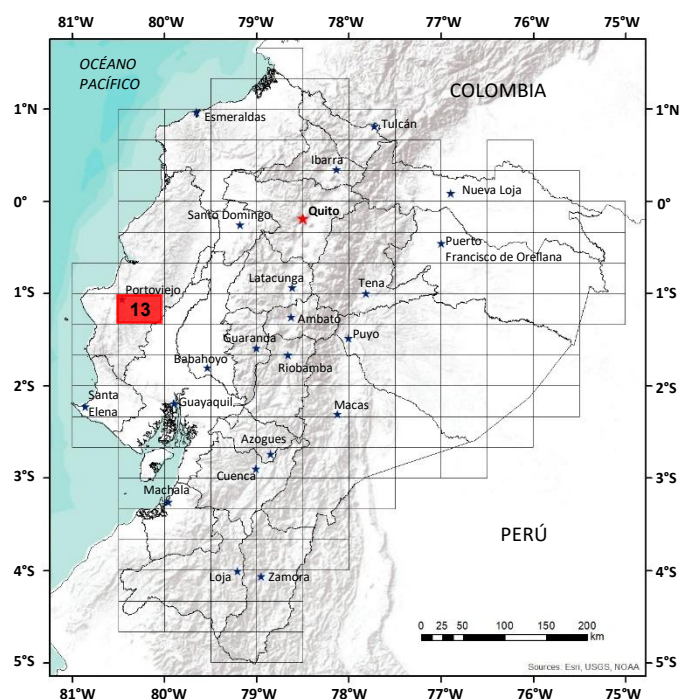 81°W 80°W 79°W 78°W 77°W 76°W 75°W
OCÉANO
PACÍFICO
COLOMBIA
1°N 1°N
Esmeraldas
Tulcán
Ibarra
Nueva Loja
0° 0°
Santo Domingo
Quito
Puerto
Francisco de Orellana
Latacunga
Tena
1°S 1°S
Portoviejo
13
Ambato
Guaranda
Puyo
Babahoyo
Riobamba
2°S 2°S
Santa
Elena
Guayaquil
Macas
Azogues
3°S 3°S
Cuenca
Machala
PERÚ
4°S 4°S
Loja
Zamora
0 25 50 100 150 200
km
5°S 5°S
Sources: Esri, USGS, NOAA
81°W 80°W 79°W 78°W 77°W 76°W 75°W